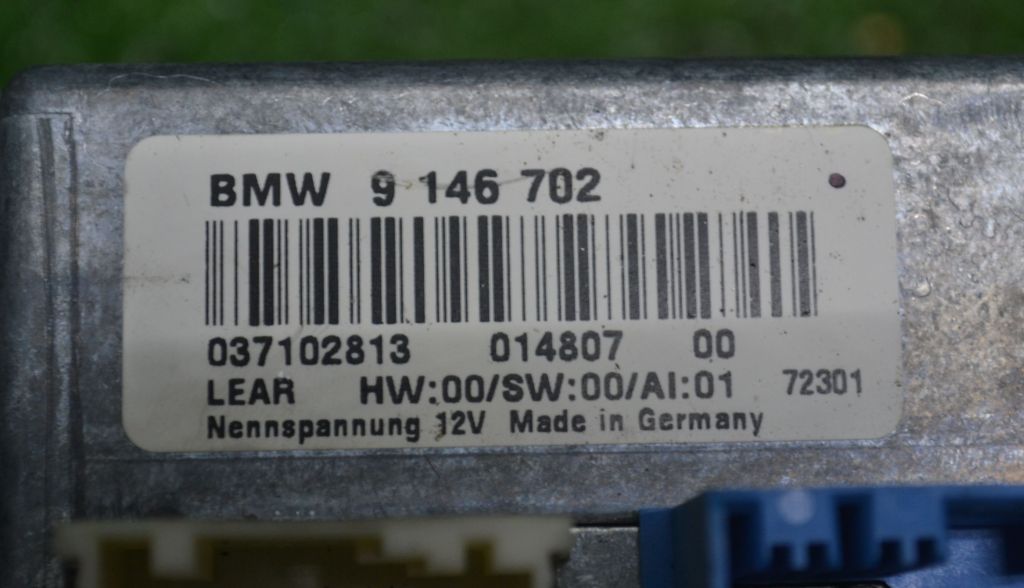 BMW 9 146 702
037102813 014807 00
LEAR HW:00/SW:00/AI:01 72301
Nennspannung 12V Made in Germany